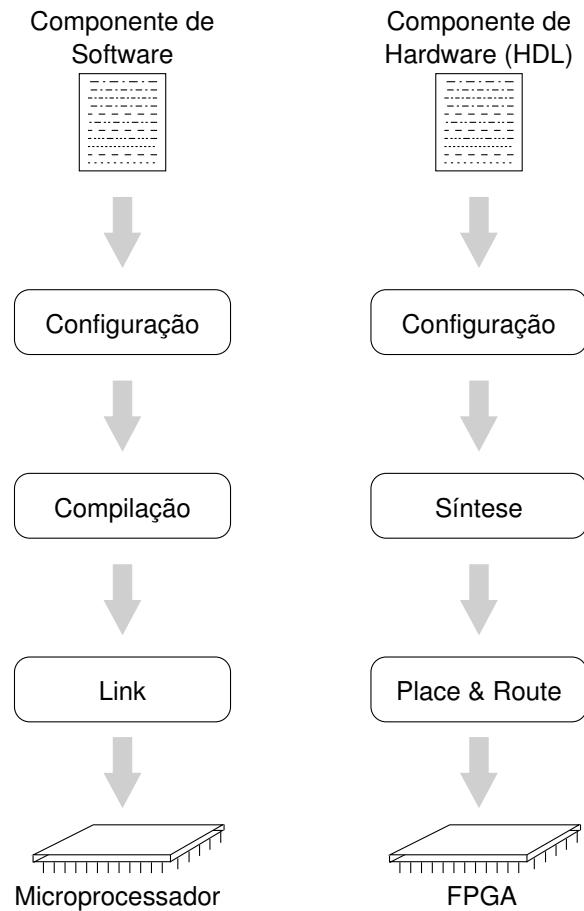 Componente de
Software
Configuração
Compilação
Link
Microprocessador
Componente de
Hardware (HDL)
Configuração
Síntese
Place & Route
FPGA